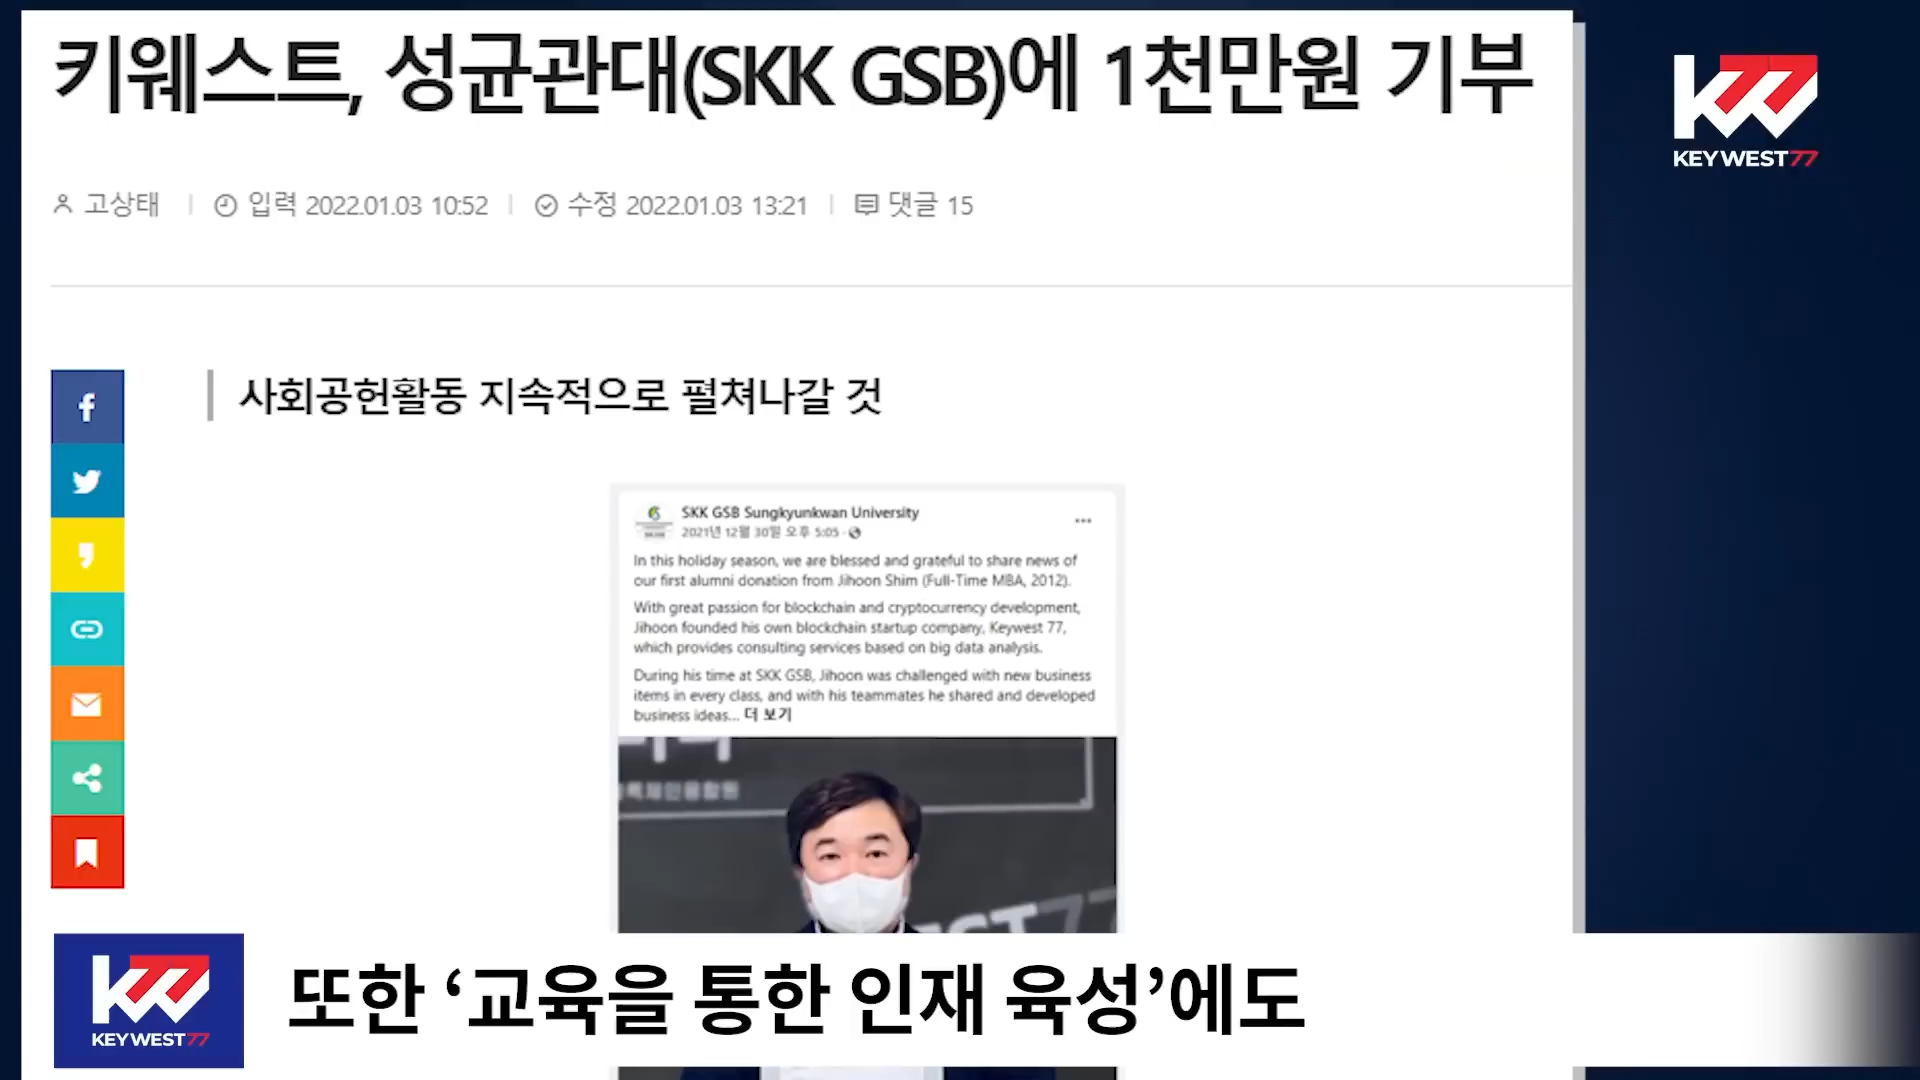 키웨스트, 성균관대(SKK GSB)에 1천만원 기부
KEYWEST77
고상태 입력 2022.01.03 10:52 수정 2022.01.03 13:21 댓글 15
사회공헌활동 지속적으로 펼쳐나갈 것
SKK GSB Sungkyunkwan University
2021년 12월 30일 오후 5:05
In this holiday season, we are blessed and grateful to share news of
our first alumni donation from Jihoon Shim (Full-Time MBA, 2012).
With great passion for blockchain and cryptocurrency development,
Jihoon founded his own blockchain startup company, Keywest 77,
which provides consulting services based on big data analysis.
During his time at SKK GSB, Jihoon was challenged with new business
items in every class, and with his teammates he shared and developed
business ideas... 더 보기
KEYWEST77
또한 ‘교육을 통한 인재 육성’에도